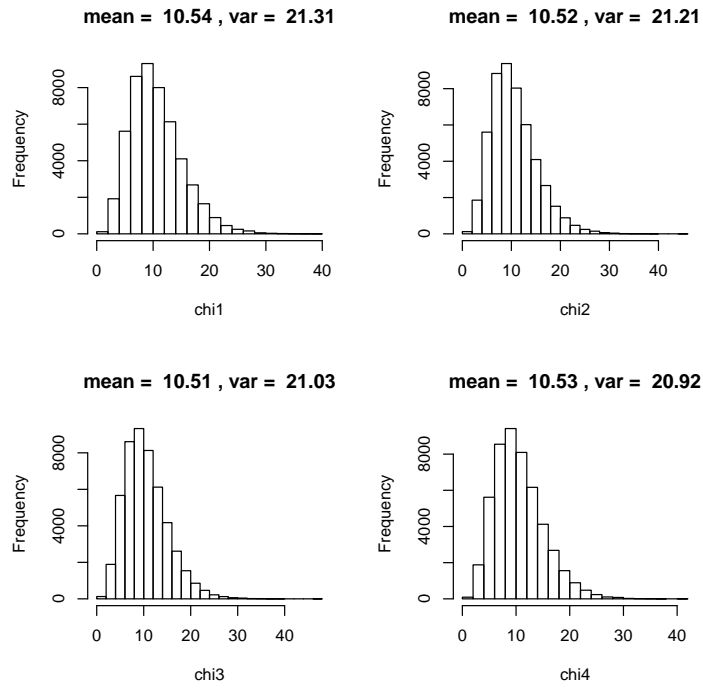 mean = 10.54 , var = 21.31
Frequency
0 4000 8000
0 10 20 30 40
chi1
mean = 10.52 , var = 21.21
Frequency
0 4000 8000
0 10 20 30 40
chi2
mean = 10.51 , var = 21.03
Frequency
0 4000 8000
0 10 20 30 40
chi3
mean = 10.53 , var = 20.92
Frequency
0 4000 8000
0 10 20 30 40
chi4